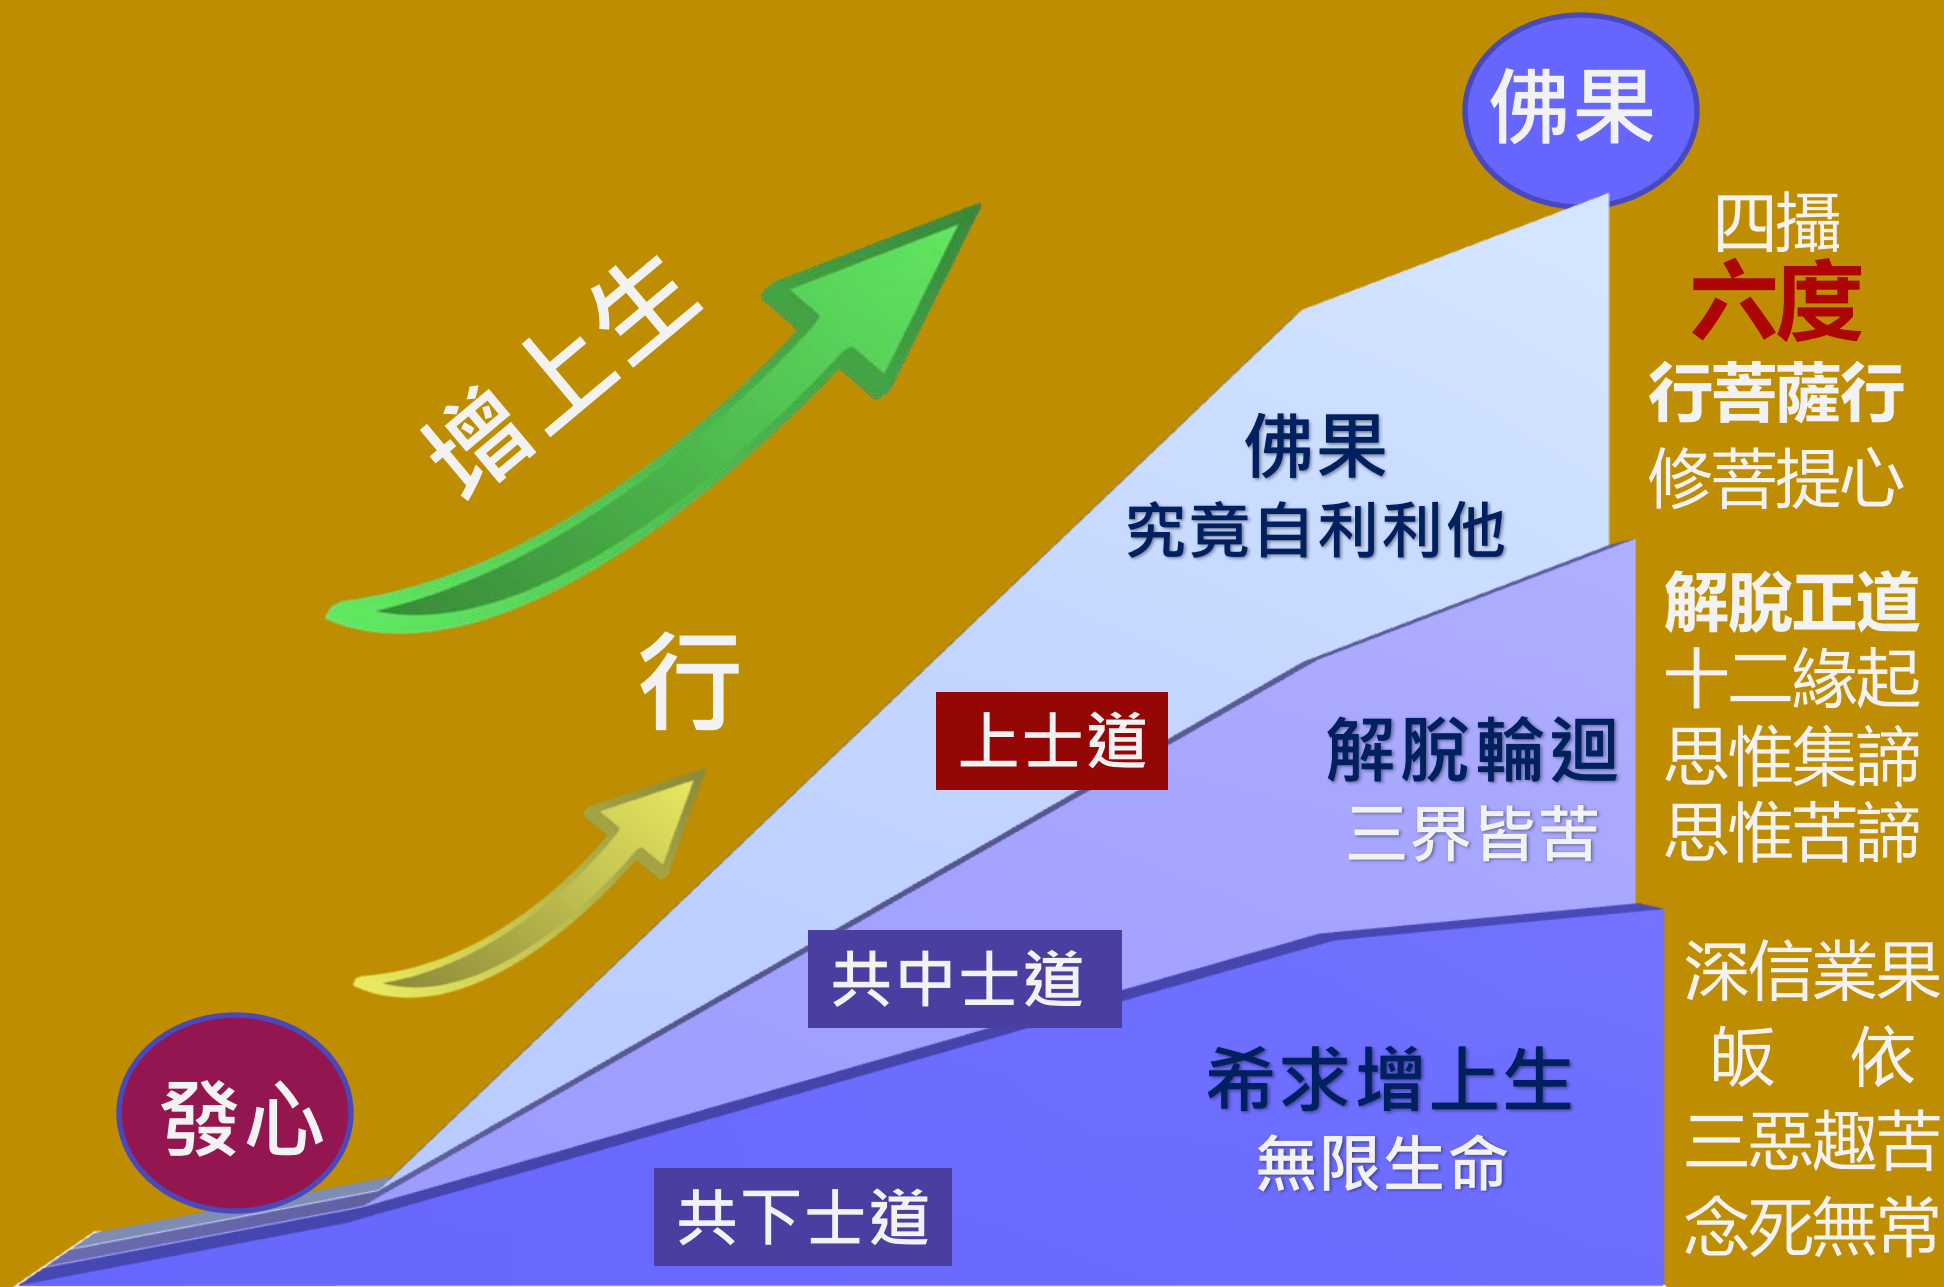 佛果
四攝
六度
行菩薩行
修菩提心
增上生
佛果
究竟自利利他
行
上士道
解脫輪迴
三界皆苦
解脫正道
十二緣起
思惟集諦
思惟苦諦
共中士道
發心
希求增上生
無限生命
共下士道
深信業果
皈 依
三惡趣苦
念死無常